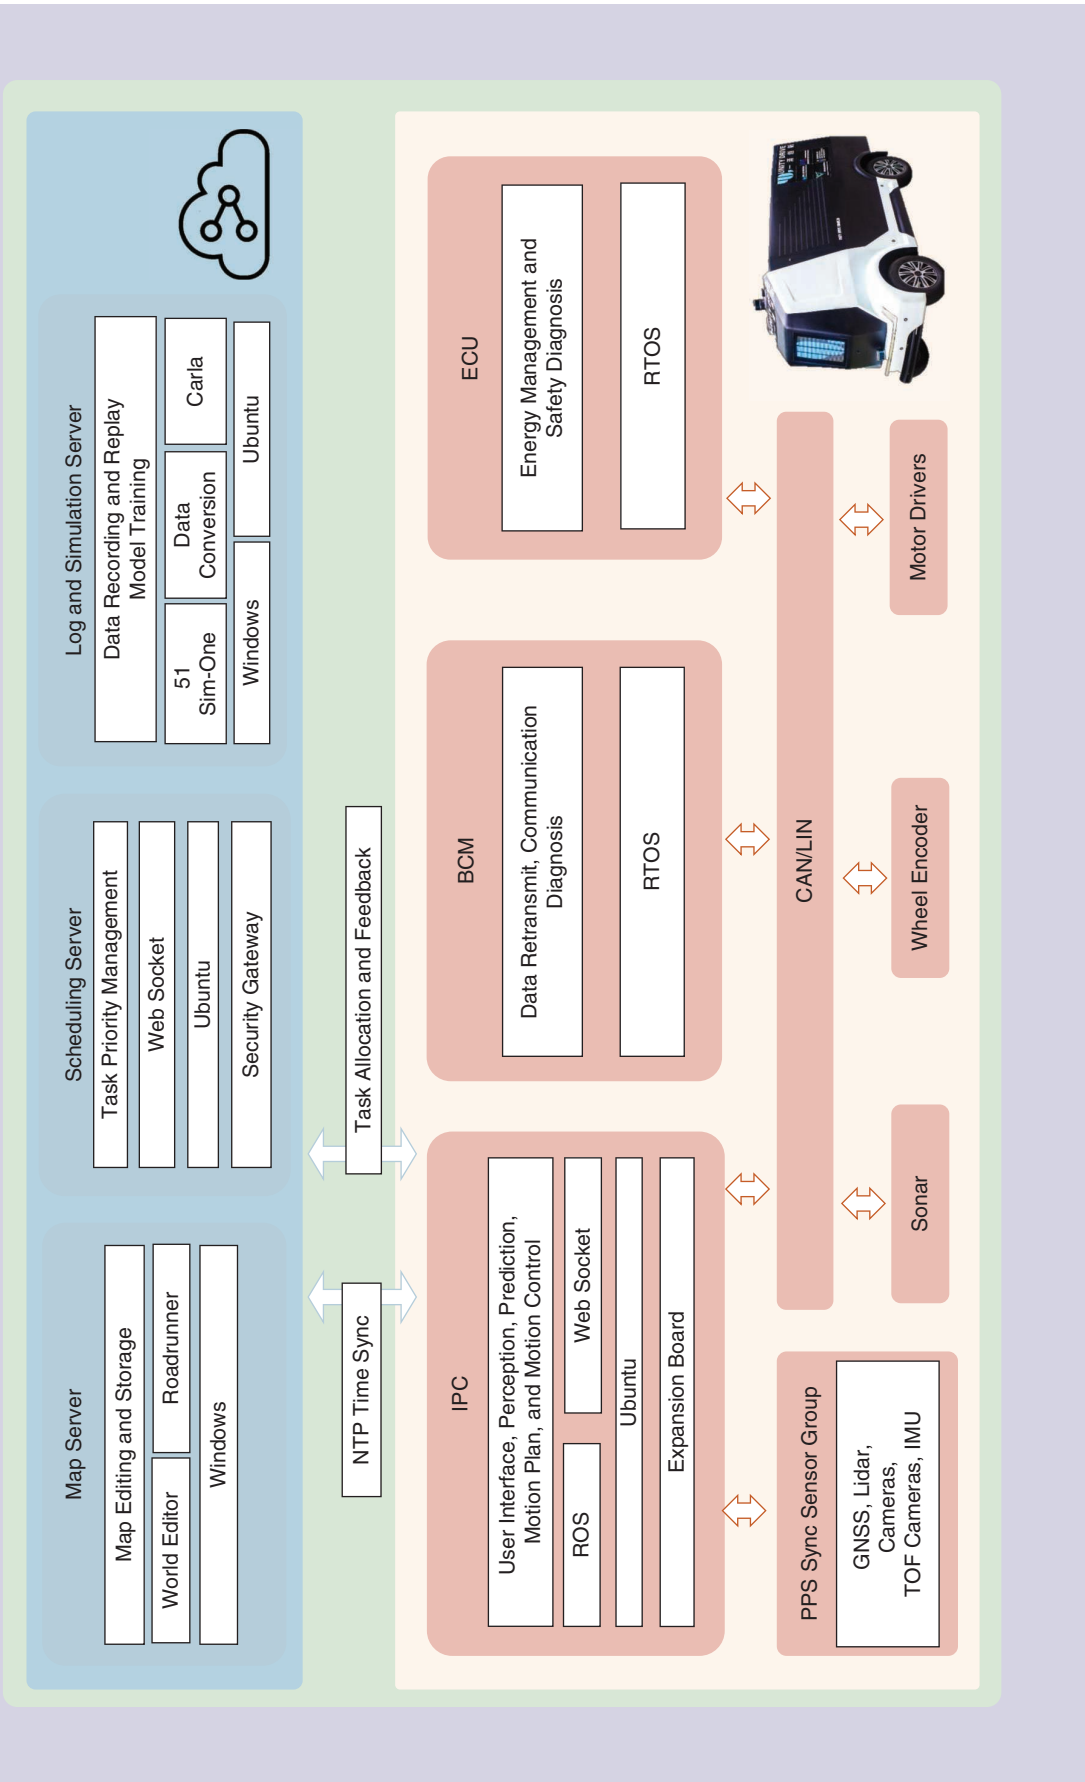 Map Server
Map Editing and Storage
World Editor
Roadrunner
Windows
Scheduling Server
Task Priority Management
Web Socket
Ubuntu
Security Gateway
Log and Simulation Server
Data Recording and Replay
Model Training
51
Sim-One
Data
Conversion
Carla
Windows
Ubuntu
NTP Time Sync
Task Allocation and Feedback
IPC
User Interface, Perception, Prediction,
Motion Plan, and Motion Control
ROS
Web Socket
Ubuntu
Expansion Board
BCM
Data Retransmit, Communication
Diagnosis
RTOS
ECU
Energy Management and
Safety Diagnosis
RTOS
CAN/LIN
PPS Sync Sensor Group
GNSS, Lidar,
Cameras,
TOF Cameras, IMU
Sonar
Wheel Encoder
Motor Drivers
UNITY DRIVE